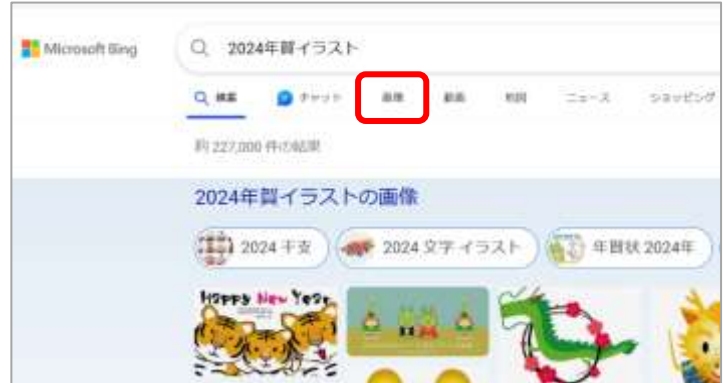 Microsoft Bing
2024年賀イラスト
検索 チャット 画像 動画 地図 ニュース ショッピング
約 227,000 件の結果
2024年賀イラストの画像
2024 干支 2024 文字 イラスト 年賀状 2024年
HAPPY New Year